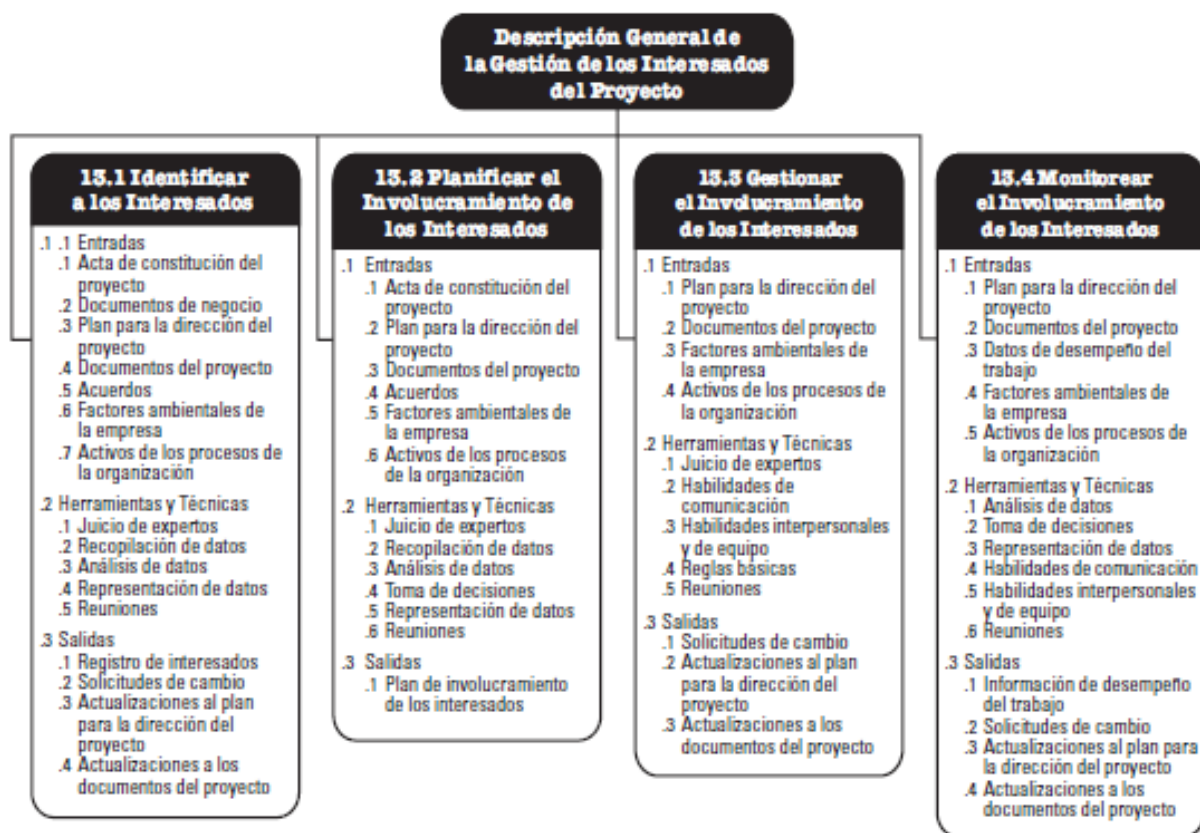 Descripción General de
la Gestión de los Interesados
del Proyecto
13.1 Identificar
a los Interesados
.1 .1 Entradas
.1 Acta de constitución del
proyecto
.2 Documentos de negocio
.3 Plan para la dirección del
proyecto
.4 Documentos del proyecto
.5 Acuerdos
.6 Factores ambientales de
la empresa
.7 Activos de los procesos de
la organización
.2 Herramientas y Técnicas
.1 Juicio de expertos
.2 Recopilación de datos
.3 Análisis de datos
.4 Representación de datos
.5 Reuniones
.3 Salidas
.1 Registro de interesados
.2 Solicitudes de cambio
.3 Actualizaciones al plan
para la dirección del
proyecto
.4 Actualizaciones a los
documentos del proyecto
13.2 Planificar el
Involucramiento de
los Interesados
.1 Entradas
.1 Acta de constitución del
proyecto
.2 Plan para la dirección del
proyecto
.3 Documentos del proyecto
.4 Acuerdos
.5 Factores ambientales de
la empresa
.6 Activos de los procesos
de la organización
.2 Herramientas y Técnicas
.1 Juicio de expertos
.2 Recopilación de datos
.3 Análisis de datos
.4 Toma de decisiones
.5 Representación de datos
.6 Reuniones
.3 Salidas
.1 Plan de involucramiento
de los interesados
13.3 Gestionar
el Involucramiento
de los Interesados
.1 Entradas
.1 Plan para la dirección del
proyecto
.2 Documentos del proyecto
.3 Factores ambientales de
la empresa
.4 Activos de los procesos de
la organización
.2 Herramientas y Técnicas
.1 Juicio de expertos
.2 Habilidades de
comunicación
.3 Habilidades interpersonales
y de equipo
.4 Reglas básicas
.5 Reuniones
.3 Salidas
.1 Solicitudes de cambio
.2 Actualizaciones al plan
para la dirección del
proyecto
.3 Actualizaciones a los
documentos del proyecto
13.4 Monitorear
el Involucramiento
de los Interesados
.1 Entradas
.1 Plan para la dirección del
proyecto
.2 Documentos del proyecto
.3 Datos de desempeño del
trabajo
.4 Factores ambientales de
la empresa
.5 Activos de los procesos de
la organización
.2 Herramientas y Técnicas
.1 Análisis de datos
.2 Toma de decisiones
.3 Representación de datos
.4 Habilidades de comunicación
.5 Habilidades interpersonales
y de equipo
.6 Reuniones
.3 Salidas
.1 Información de desempeño
del trabajo
.2 Solicitudes de cambio
.3 Actualizaciones al plan para
la dirección del proyecto
.4 Actualizaciones a los
documentos del proyecto